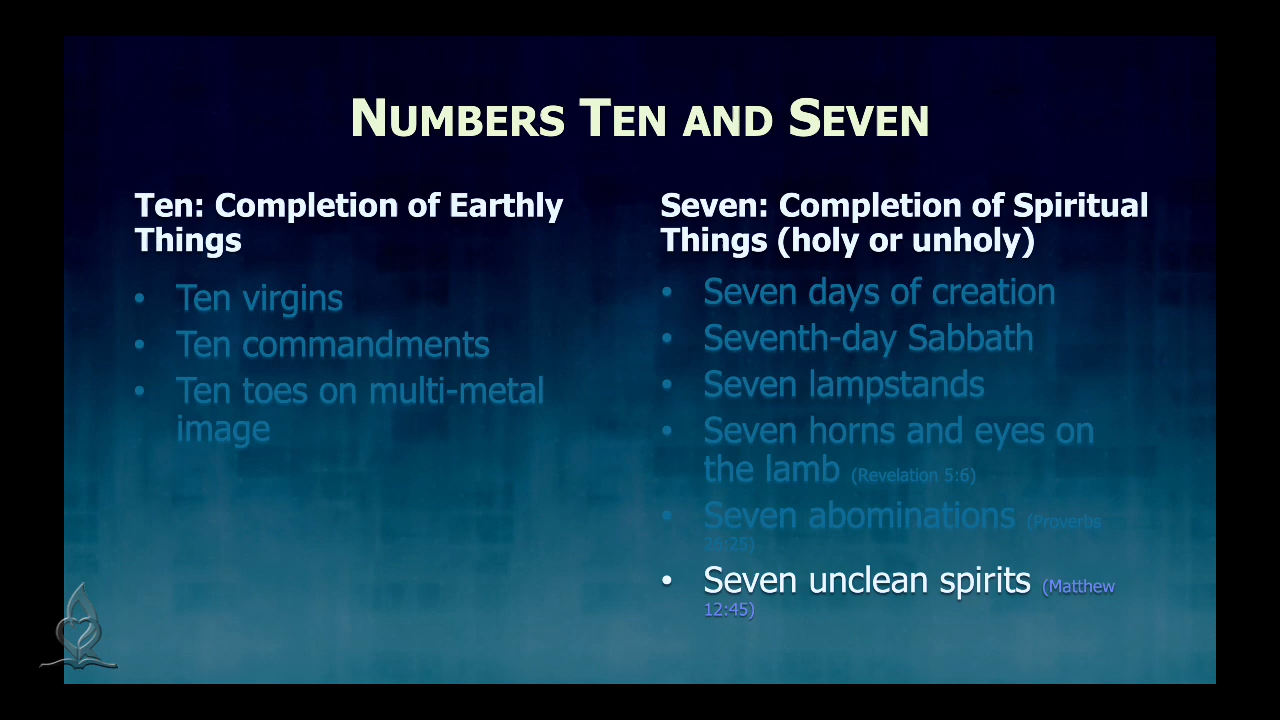 NUMBERS TEN AND SEVEN
Ten: Completion of Earthly
Things
• Ten virgins
• Ten commandments
• Ten toes on multi-metal
image
Seven: Completion of Spiritual
Things (holy or unholy)
• Seven days of creation
• Seventh-day Sabbath
• Seven lampstands
• Seven horns and eyes on
the lamb (Revelation 5:6)
• Seven abominations (Proverbs
26:25)
• Seven unclean spirits (Matthew
12:45)